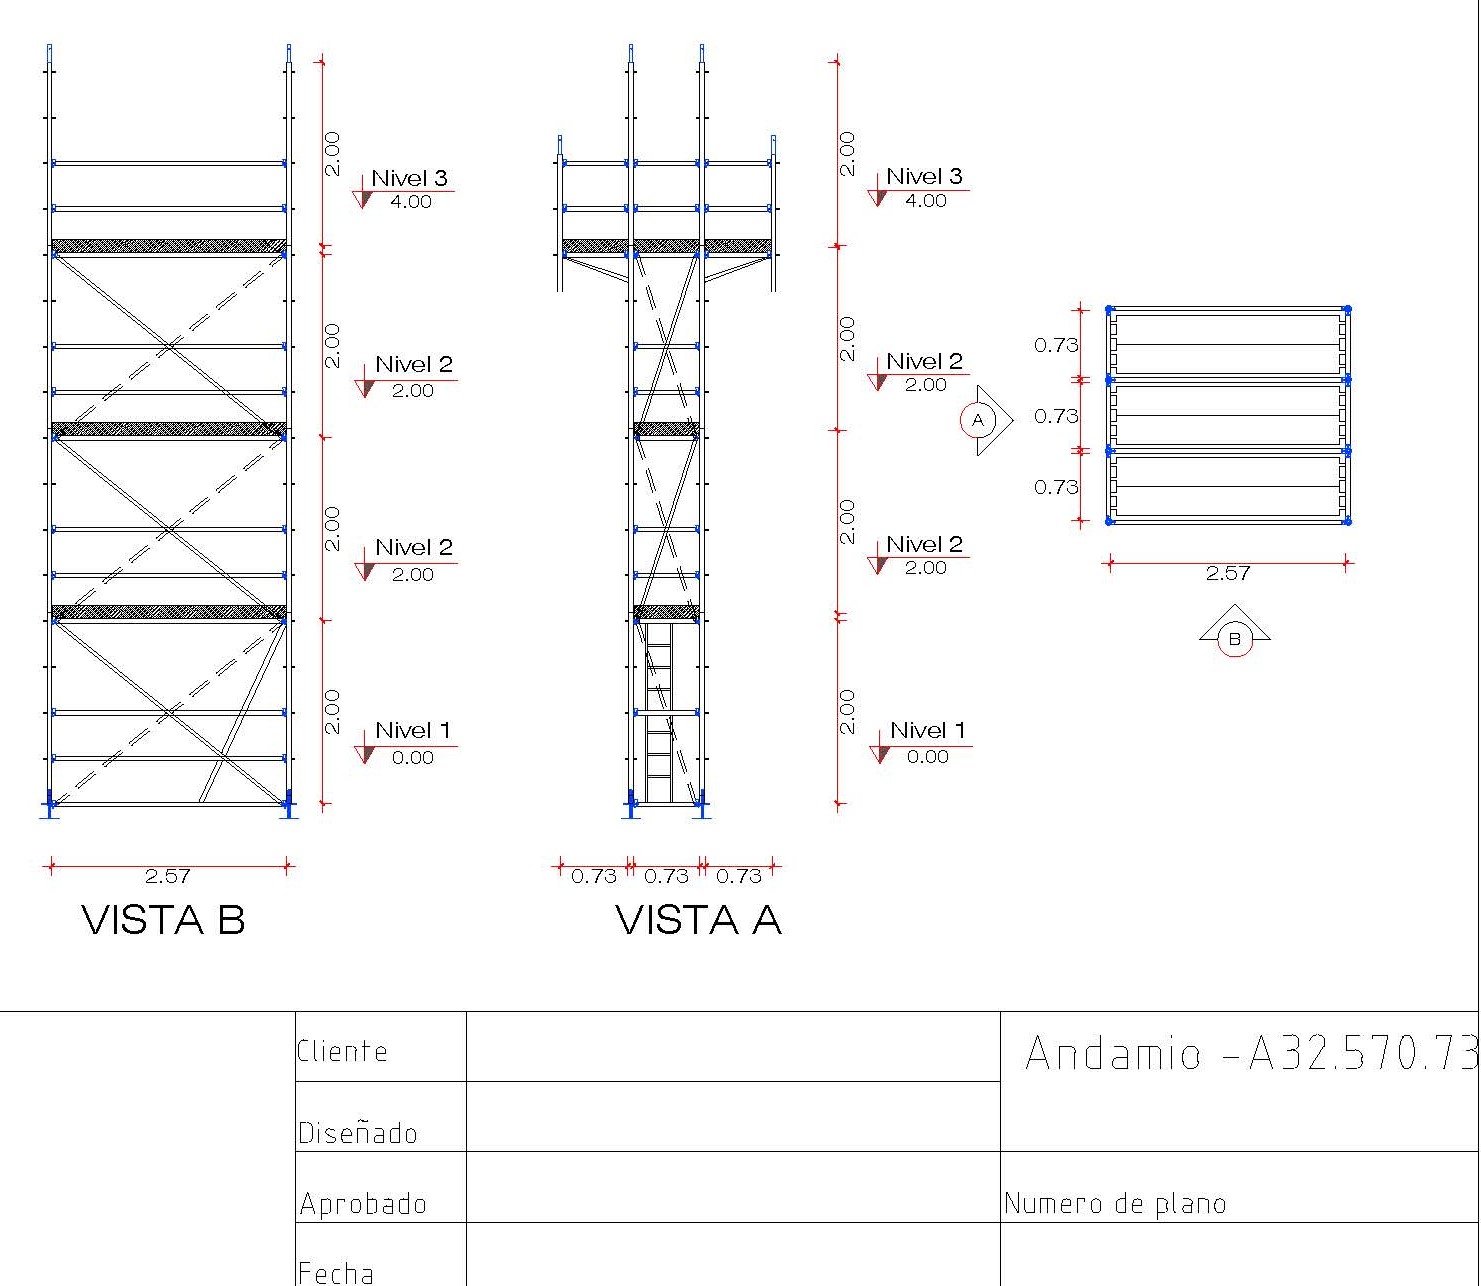 2.00
Nivel 3
4.00
2.00
Nivel 2
2.00
2.00
Nivel 2
2.00
2.00
Nivel 1
0.00
2.57
VISTA B
2.00
Nivel 3
4.00
2.00
Nivel 2
2.00
2.00
Nivel 2
2.00
2.00
Nivel 1
0.00
0.73 0.73 0.73
VISTA A
A
0.73
0.73
0.73
2.57
B
Cliente
Diseñado
Aprobado
Fecha
Andamio -A32.570.73
Numero de plano